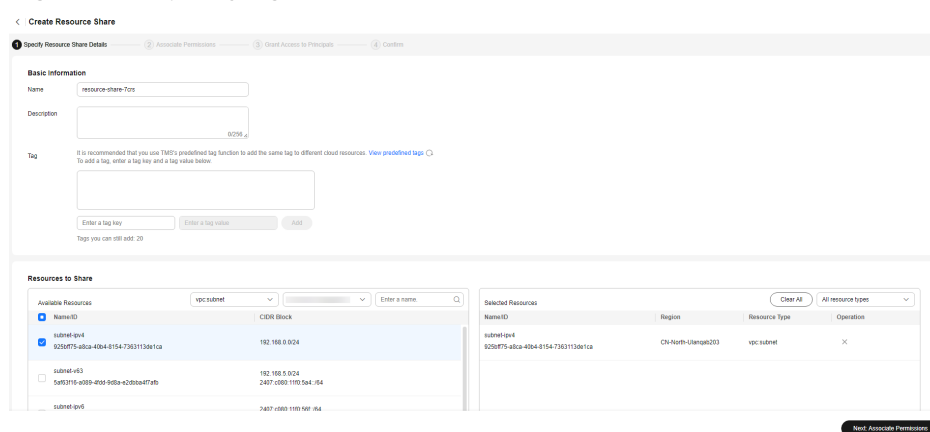 Create Resource Share
1 Specify Resource Share Details 2 Associate Permissions 3 Grant Access to Principals 4 Confirm
Basic Information
Name resource-share-7crs
Description
0/256
Tag It is recommended that you use TMS's predefined tag function to add the same tag to different cloud resources. View predefined tags
To add a tag, enter a tag key and a tag value below.
Enter a tag key Enter a tag value Add
Tags you can still add: 20
Resources to Share
Available Resources vpc:subnet Enter a name.
Name/ID CIDR Block
subnet-ipv4
925bff75-a8ca-40b4-8154-7363113de1ca
192.168.0.0/24
subnet-v63
5af63f16-a089-4fdd-9d8a-e2dbba4f7afb
192.168.5.0/24
2407:c080:11f0:5a4::/64
subnet-ipv6
2407:c080:11f0:56f::/64
Selected Resources Clear All All resource types
Name/ID Region Resource Type Operation
subnet-ipv4
925bff75-a8ca-40b4-8154-7363113de1ca
CN-North-Ulanqab203 vpc:subnet
Next: Associate Permissions